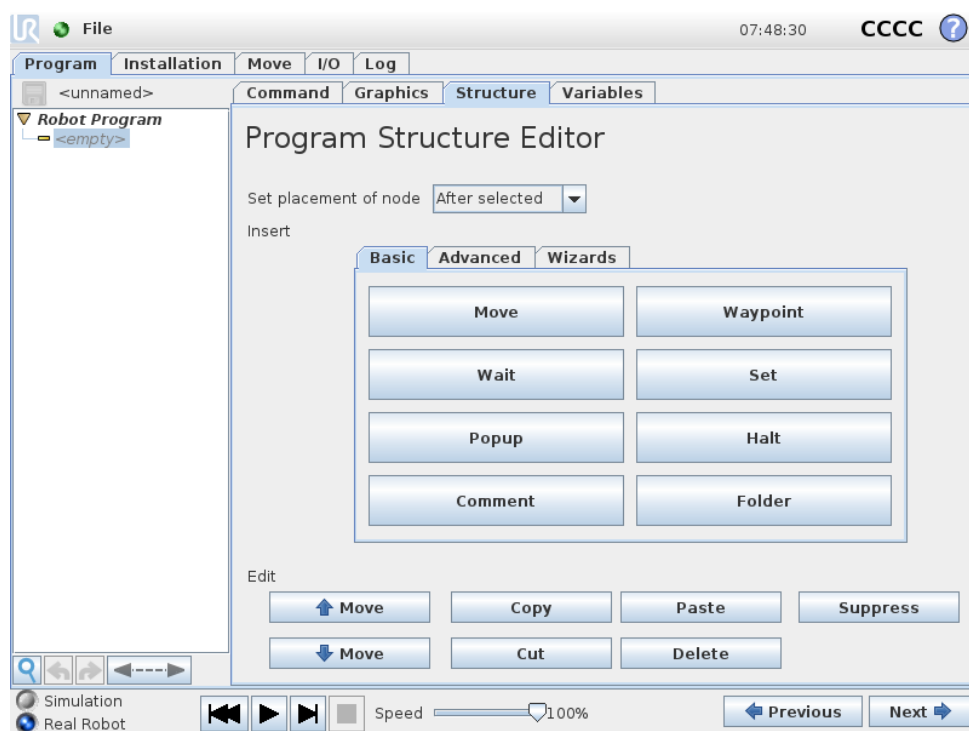 UR File 07:48:30 CCCC ?
Program Installation Move I/O Log
<unnamed> Command Graphics Structure Variables
Robot Program
<empty>
Program Structure Editor
Set placement of node After selected
Insert
Basic Advanced Wizards
Move Waypoint
Wait Set
Popup Halt
Comment Folder
Edit
Move Copy Paste Suppress
Move Cut Delete
Simulation
Real Robot
Speed 100% Previous Next